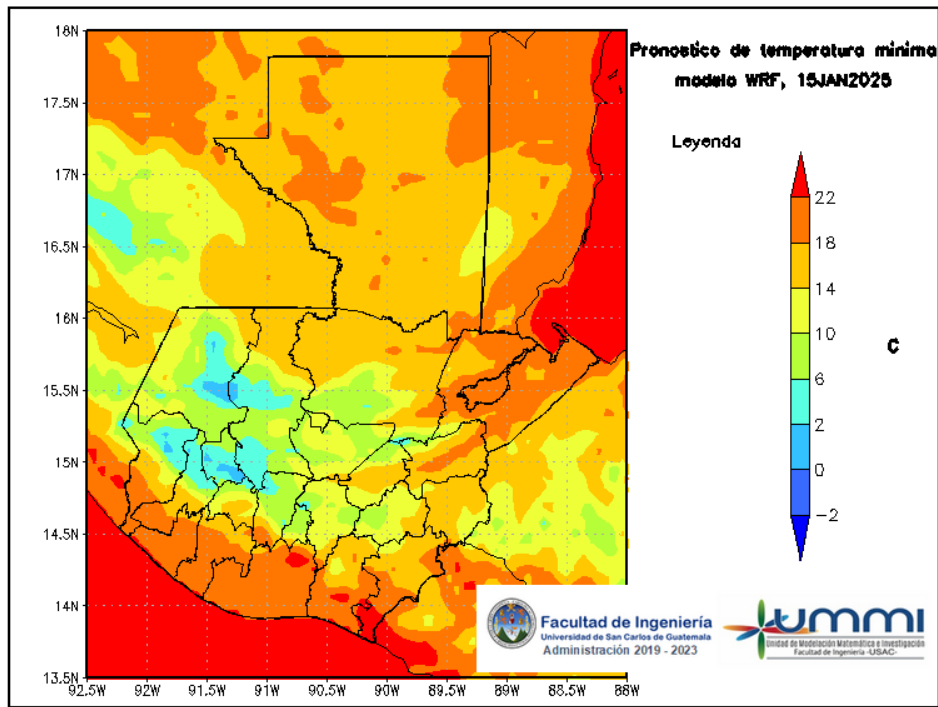 Pronostico de temperatura minima
modelo WRF, 15JAN2025
Leyenda
22
18
14
10
6
2
0
-2
C
18N
17.5N
17N
16.5N
16N
15.5N
15N
14.5N
14N
13.5N
92.5W
92W
91.5W
91W
90.5W
90W
89.5W
89W
88.5W
88W
Facultad de Ingeniería
Universidad de San Carlos de Guatemala
Administración 2019 - 2023
ummi
Unidad de Modelación Matemática e Investigación
Facultad de Ingeniería -USAC-